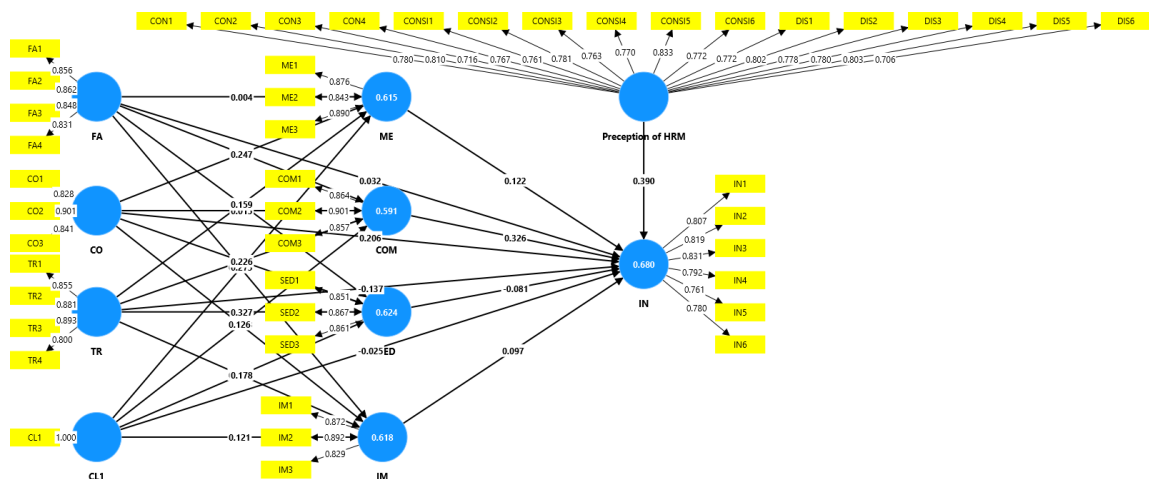 CON1 CON2 CON3 CON4 CONSI1 CONSI2 CONSI3 CONSI4 CONSI5 CONSI6 DIS1 DIS2 DIS3 DIS4 DIS5 DIS6
0.780 0.810 0.716 0.767 0.761 0.781 0.763 0.770 0.833 0.772 0.772 0.802 0.778 0.780 0.803 0.706
Preception of HRM
0.390
FA1
FA2
FA3
FA4
0.856
0.862
0.848
0.831
FA
CO1
CO2
CO3
0.828
0.901
0.841
CO
TR1
TR2
TR3
TR4
0.855
0.881
0.893
0.800
TR
CL1
1.000
CL1
0.004
0.247
0.159
0.226
0.327
0.126
0.178
0.121
ME1
ME2
ME3
0.876
0.843
0.890
0.615
ME
COM1
COM2
COM3
0.864
0.901
0.857
0.591
COM
SED1
SED2
SED3
0.851
0.867
0.861
0.624
ED
IM1
IM2
IM3
0.872
0.892
0.829
0.618
IM
0.032
0.206
-0.137
-0.025
0.122
0.326
-0.081
0.097
0.680
IN
IN1
IN2
IN3
IN4
IN5
IN6
0.807
0.819
0.831
0.792
0.761
0.780